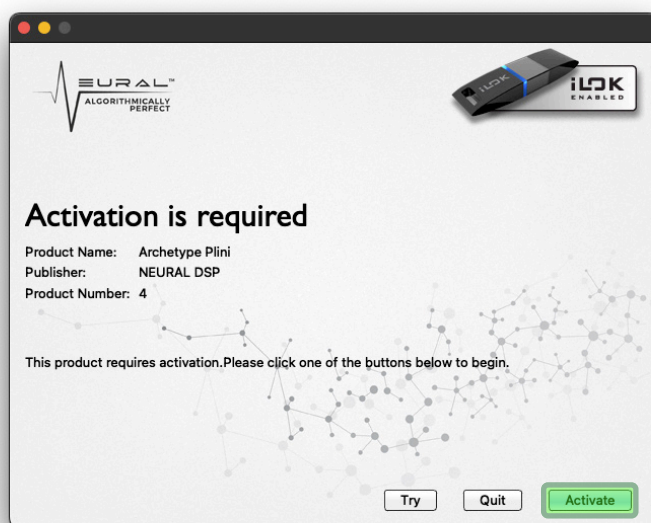 EURAL™
ALGORITHMICALLY
PERFECT
iLOK
iLOK
ENABLED
Activation is required
Product Name: Archetype Plini
Publisher: NEURAL DSP
Product Number: 4
This product requires activation.Please click one of the buttons below to begin.
Try Quit Activate